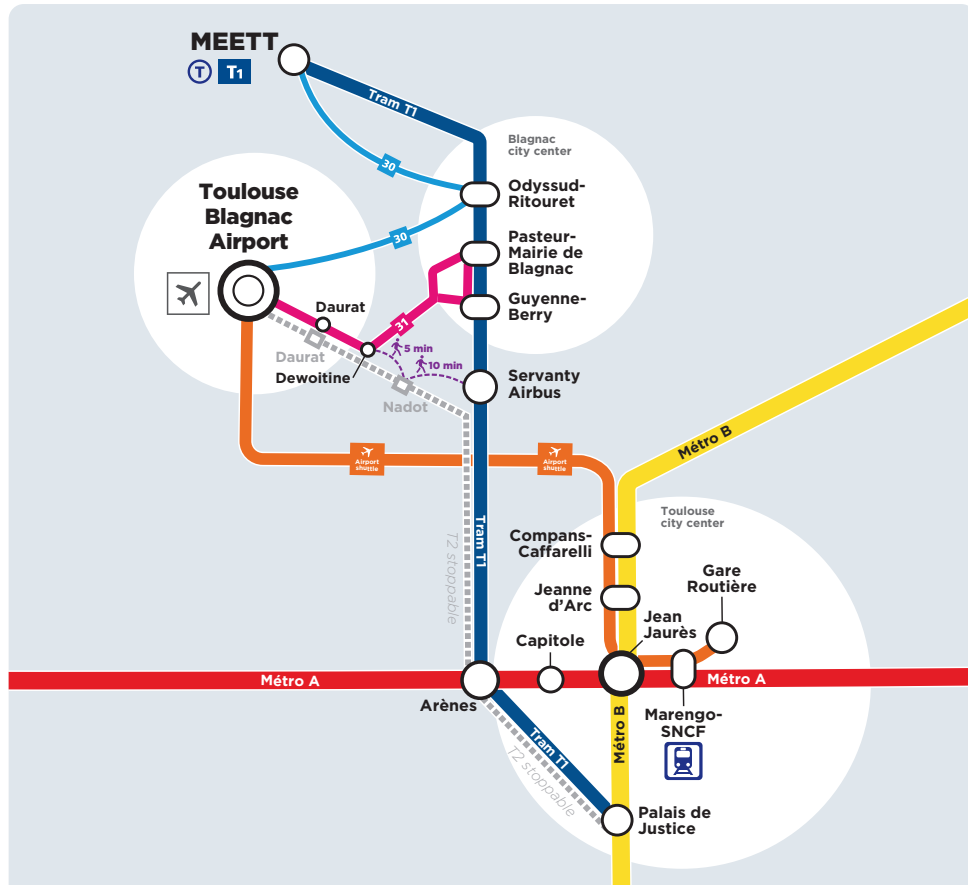 MEETT
T T1
Tram T1
Blagnac
city center
30
Odyssud-
Ritouret
Toulouse
Blagnac
Airport
30
Pasteur-
Mairie de
Blagnac
Guyenne-
Berry
Daurat
31
Daurat
5 min
10 min
Dewoitine
Servanty
Airbus
Nadot
Métro B
Airport
shuttle
Airport
shuttle
Toulouse
city center
Tram T1
T2 stoppable
Compans-
Caffarelli
Gare
Routière
Jeanne
d'Arc
Jean
Jaurès
Capitole
Métro A
Métro A
Arènes
Métro B
Marengo-
SNCF
Tram T1
T2 stoppable
Palais de
Justice